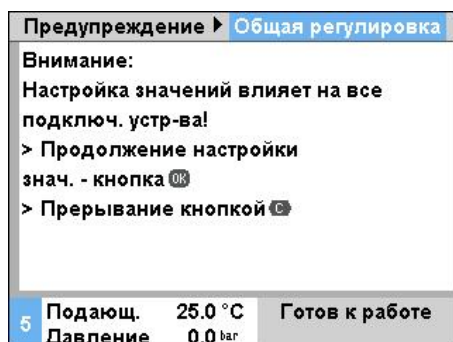 Предупреждение ▶ Общая регулировка
Внимание:
Настройка значений влияет на все
подключ. устр-ва!
> Продолжение настройки
знач. - кнопка OK
> Прерывание кнопкой C
5 Подающ. 25.0 °C Готов к работе
Давление 0.0 bar